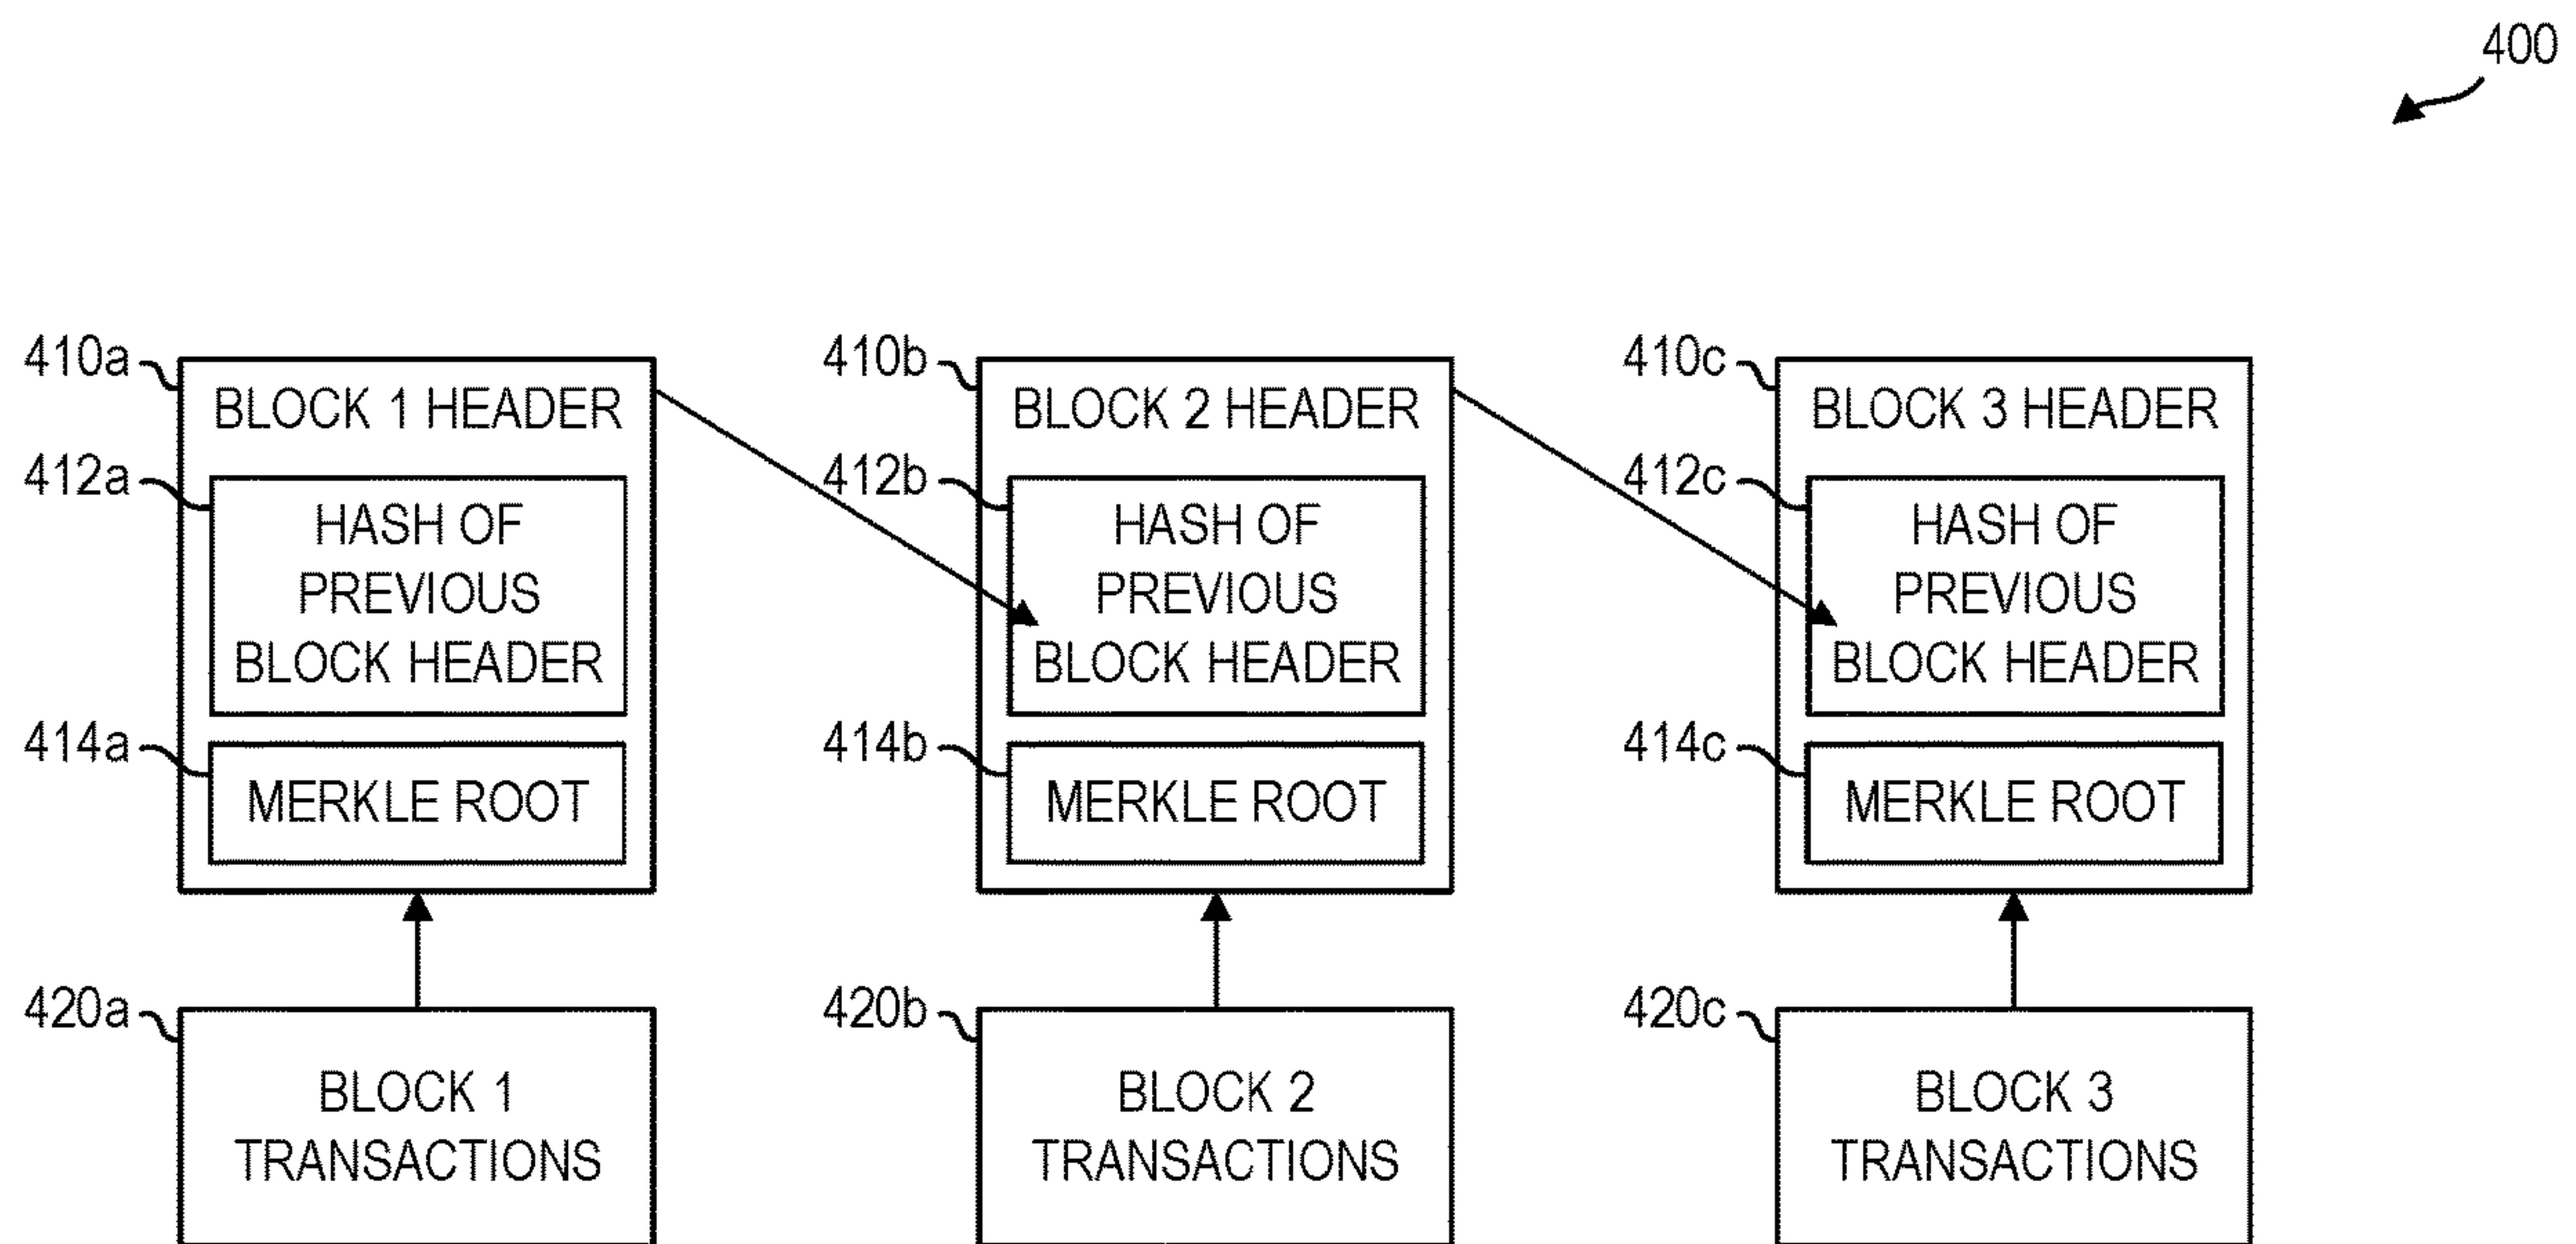 400
410a
BLOCK 1 HEADER
412a
HASH OF
PREVIOUS
BLOCK HEADER
414a
MERKLE ROOT
420a
BLOCK 1
TRANSACTIONS
410b
BLOCK 2 HEADER
412b
HASH OF
PREVIOUS
BLOCK HEADER
414b
MERKLE ROOT
420b
BLOCK 2
TRANSACTIONS
410c
BLOCK 3 HEADER
412c
HASH OF
PREVIOUS
BLOCK HEADER
414c
MERKLE ROOT
420c
BLOCK 3
TRANSACTIONS